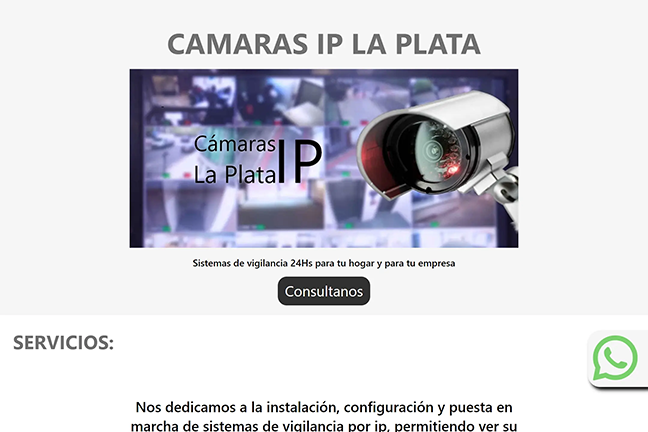 CAMARAS IP LA PLATA
Cámaras IP
La Plata
Sistemas de vigilancia 24Hs para tu hogar y para tu empresa
Consultanos
SERVICIOS:
Nos dedicamos a la instalación, configuración y puesta en
marcha de sistemas de vigilancia por ip, permitiendo ver su